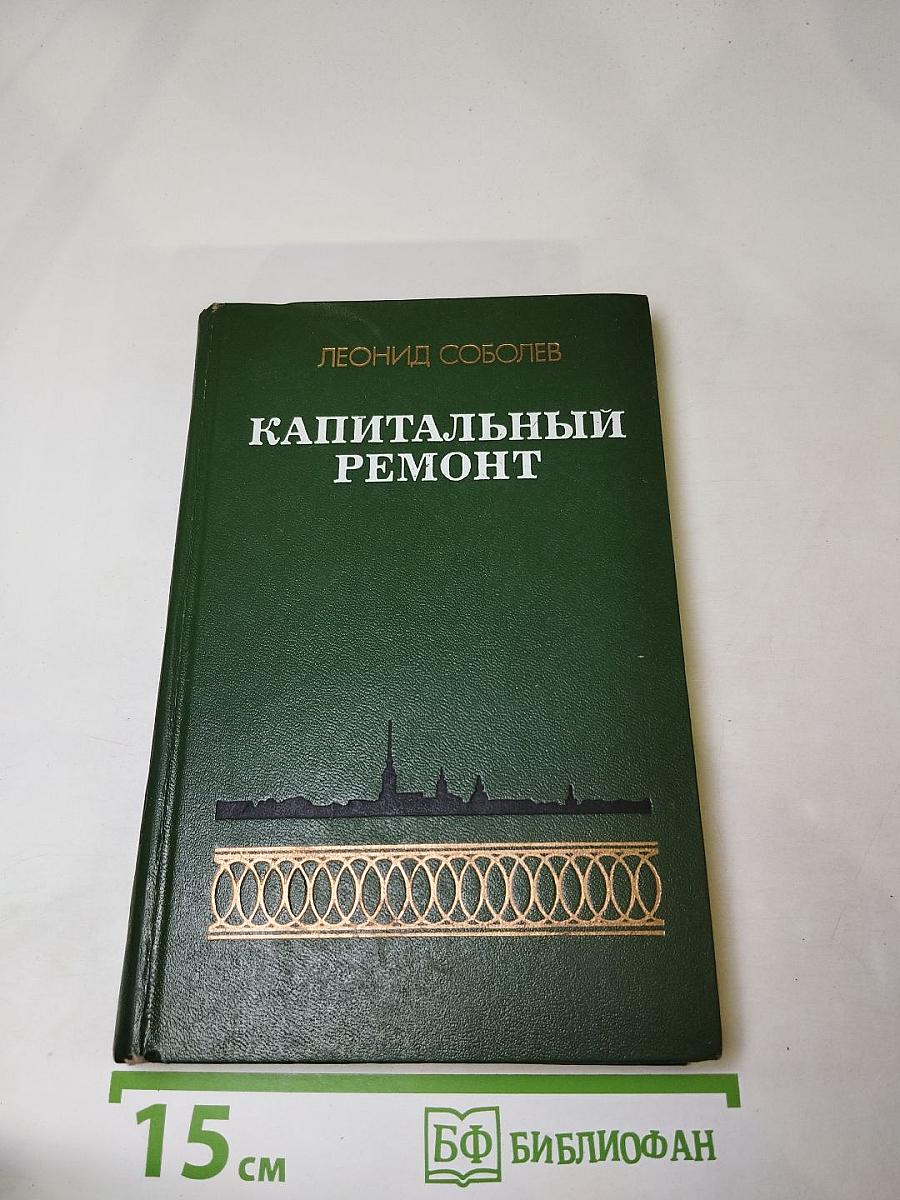 ЛЕОНИД СОБОЛЕВ
КАПИТАЛЬНЫЙ
РЕМОНТ
15 см
БФ БИБЛИОФАН